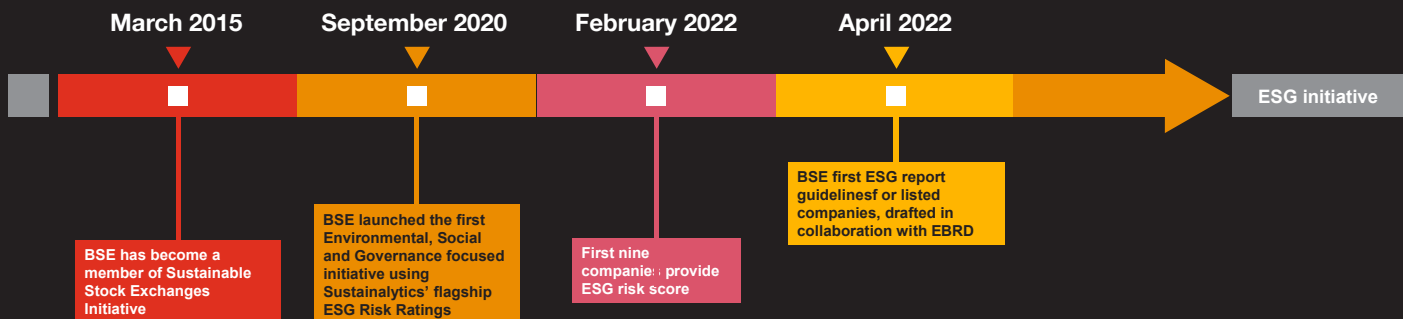 March 2015
September 2020
February 2022
April 2022
ESG initiative
BSE has become a
member of Sustainable
Stock Exchanges
Initiative
BSE launched the first
Environmental, Social
and Governance focused
initiative using
Sustainalytics’ flagship
ESG Risk Ratings
First nine
companies provide
ESG risk score
BSE first ESG report
guidelinesf or listed
companies, drafted in
collaboration with EBRD